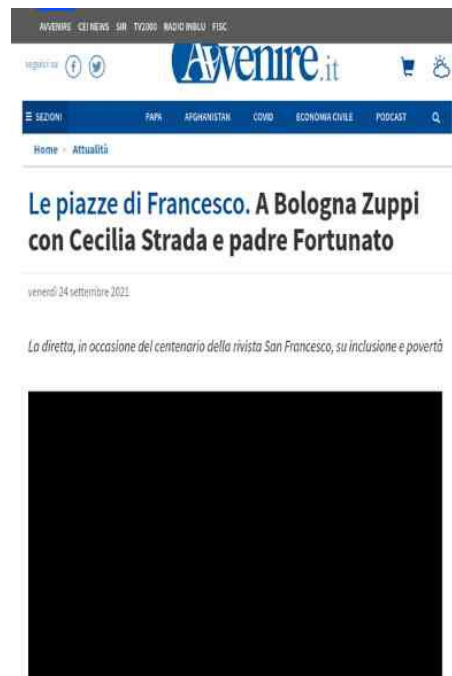 AVVENIRE CEI NEWS SIR TV2000 RADIO INBLU FISC
seguici su
Avvenire.it
SEZIONI PAPA AFGHANISTAN COVID ECONOMIA CIVILE PODCAST
Home Attualità
Le piazze di Francesco. A Bologna Zuppi
con Cecilia Strada e padre Fortunato
venerdì 24 settembre 2021
La diretta, in occasione del centenario della rivista San Francesco, su inclusione e povertà